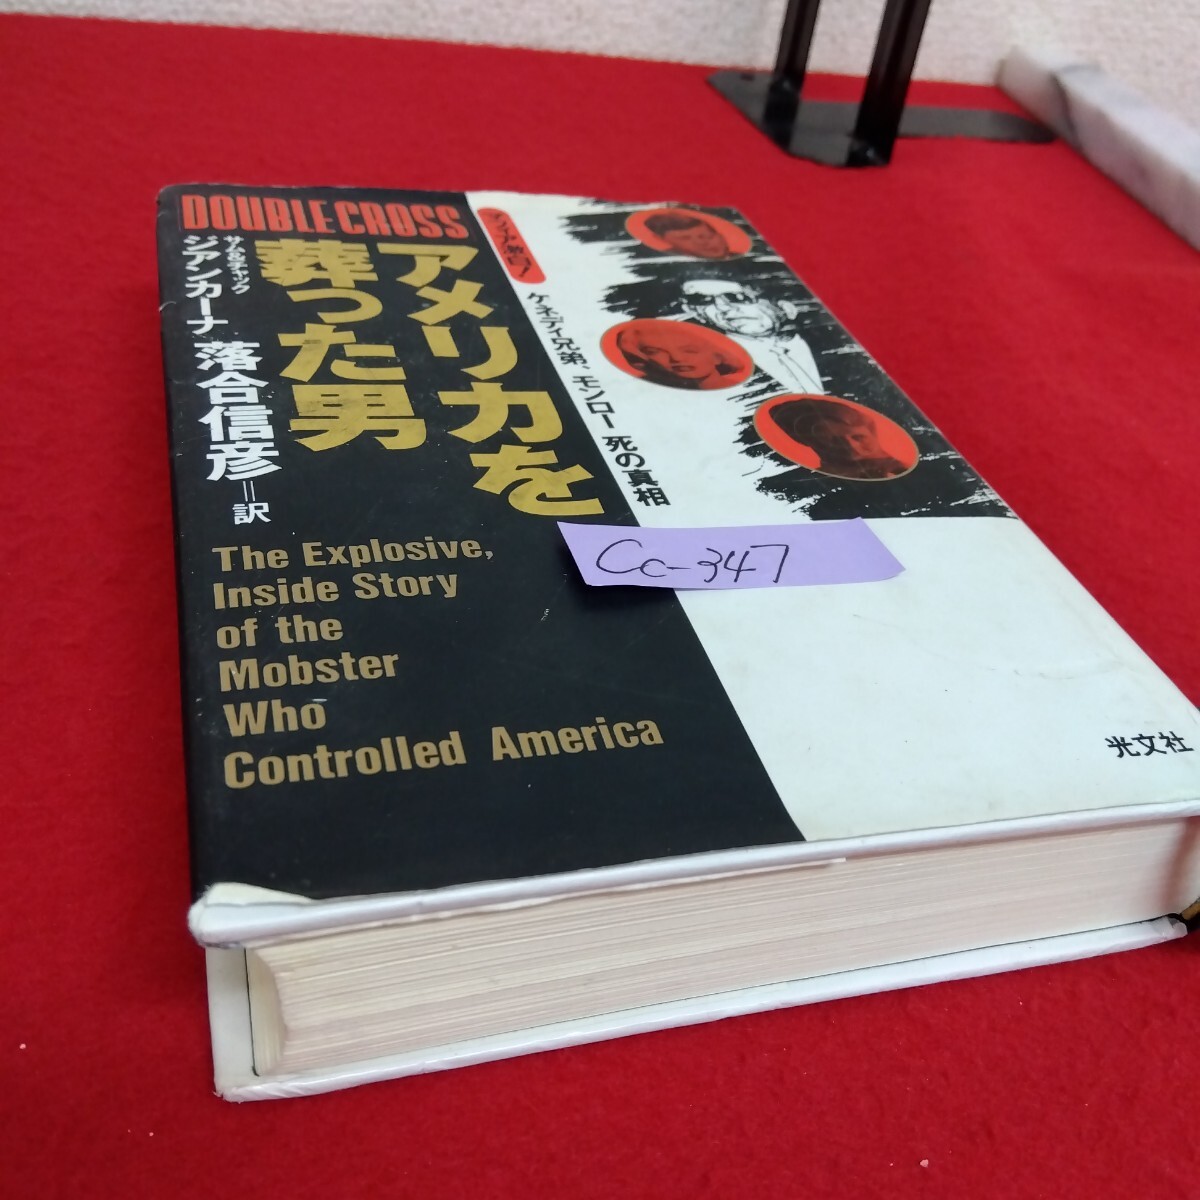 DOUBLE CROSS
アメリカを
葬った男
サム&チャック
ジアンカーナ
落合信彦=訳
ケネディ兄弟、モンロー 死の真相
The Explosive,
Inside Story
of the
Mobster
Who
Controlled America
Cc-347
光文社